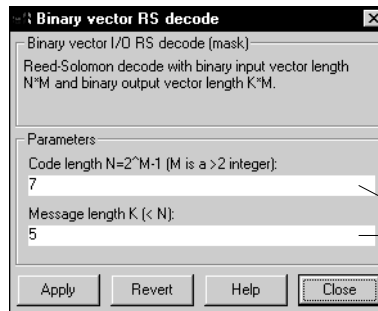 Binary vector RS decode
Binary vector I/O RS decode (mask)
Reed-Solomon decode with binary input vector length
N*M and binary output vector length K*M.
Parameters
Code length N=2^M-1 (M is a >2 integer):
7
Message length K (< N):
5
Apply Revert Help Close